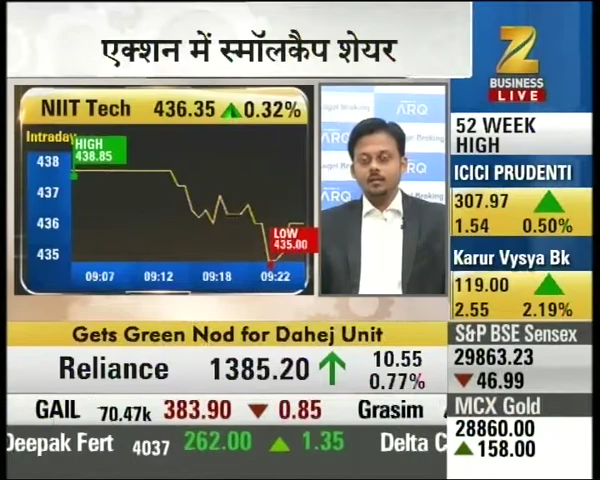 एक्शन में स्मॉलकैप शेयर
Z
BUSINESS
LIVE
NIIT Tech 436.35 0.32%
Intraday
HIGH
438.85
438
437
436
435
LOW
435.00
09:07 09:12 09:18 09:22
ARQ
Broking
ARQ
ARQ
Broking
52 WEEK
HIGH
ICICI PRUDENTI
307.97
1.54 0.50%
Karur Vysya Bk
119.00
2.55 2.19%
Gets Green Nod for Dahej Unit
Reliance 1385.20 10.55
0.77%
S&P BSE Sensex
29863.23
46.99
GAIL 70.47k 383.90 0.85 Grasim
MCX Gold
28860.00
158.00
Deepak Fert 4037 262.00 1.35 Delta C